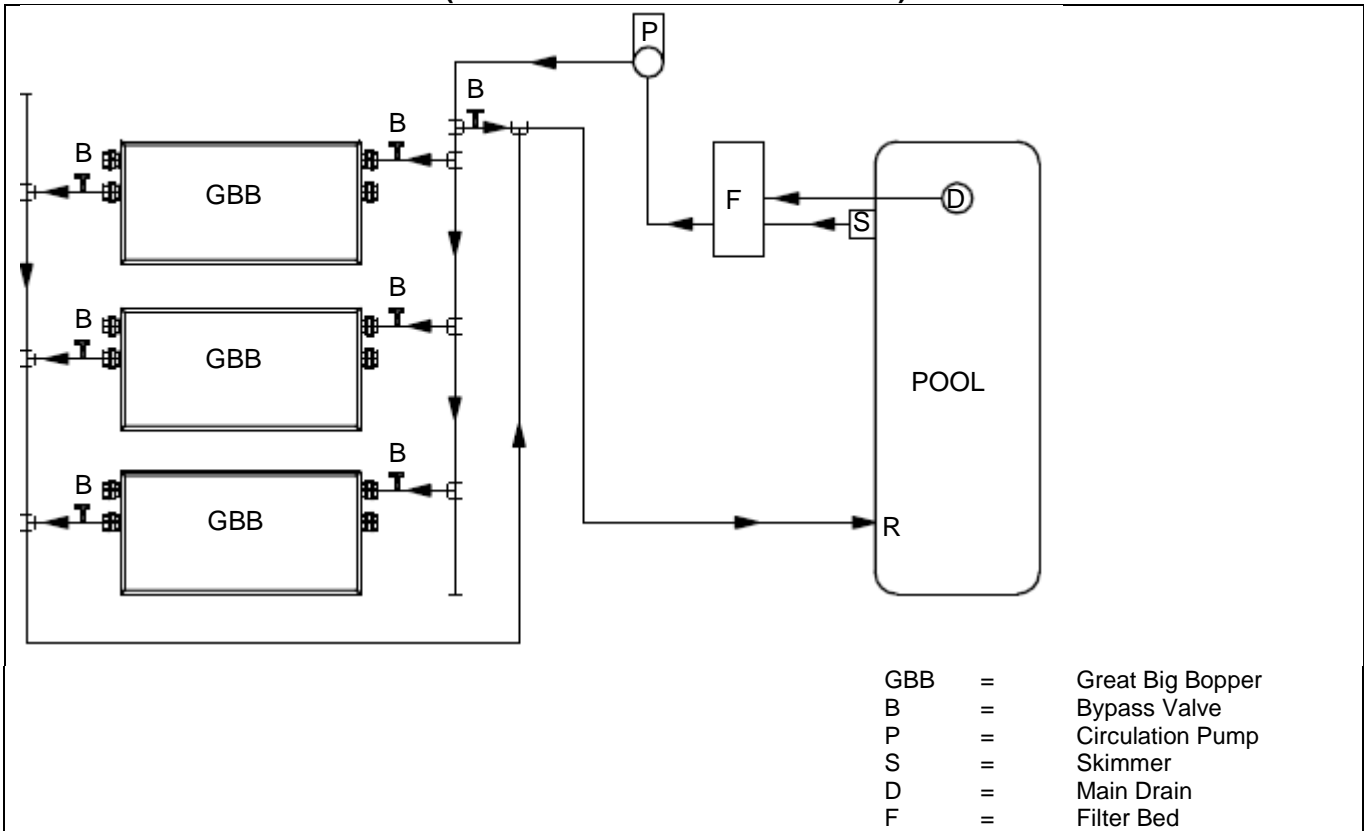 P
B
B
B
GBB
F
D
S
B
B
GBB
POOL
B
B
GBB
R
GBB = Great Big Bopper
B = Bypass Valve
P = Circulation Pump
S = Skimmer
D = Main Drain
F = Filter Bed